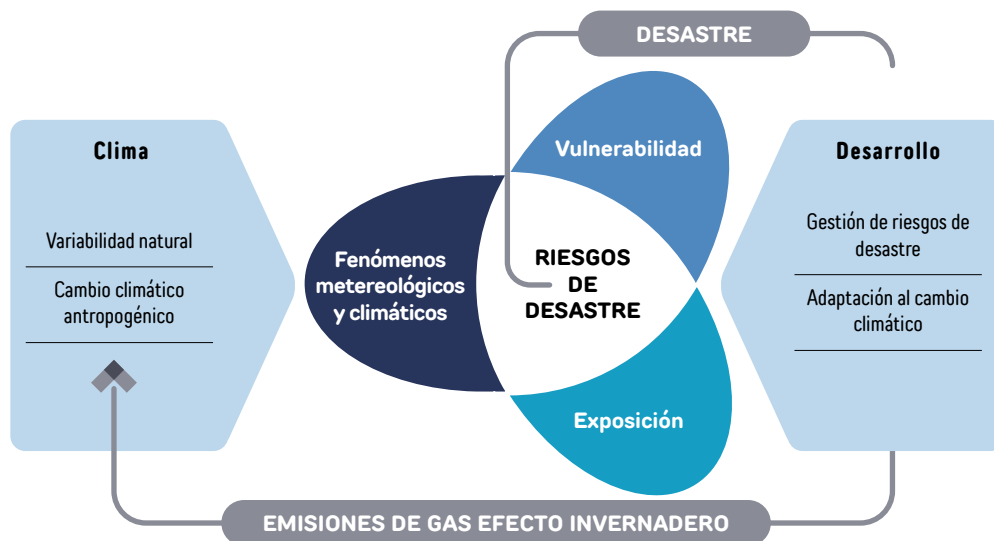 DESASTRE
Clima
Variabilidad natural
Cambio climático
antropogénico
Fenómenos
metereológicos
y climáticos
Vulnerabilidad
RIESGOS
DE
DESASTRE
Exposición
Desarrollo
Gestión de riesgos de
desastre
Adaptación al cambio
climático
EMISIONES DE GAS EFECTO INVERNADERO